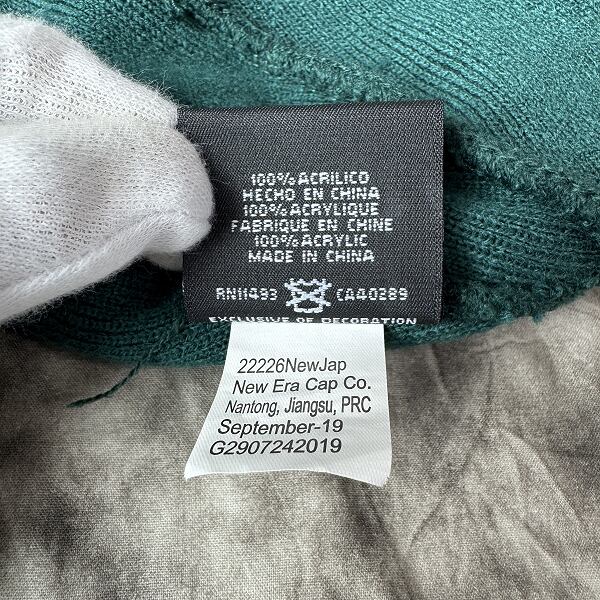 100% ACRILICO
HECHO EN CHINA
100% ACRYLIQUE
FABRIQUE EN CHINE
100% ACRYLIC
MADE IN CHINA
RN11493 CA40289
EXCLUSIVE OF DECORATION
22226NewJap
New Era Cap Co.
Nantong, Jiangsu, PRC
September-19
G2907242019